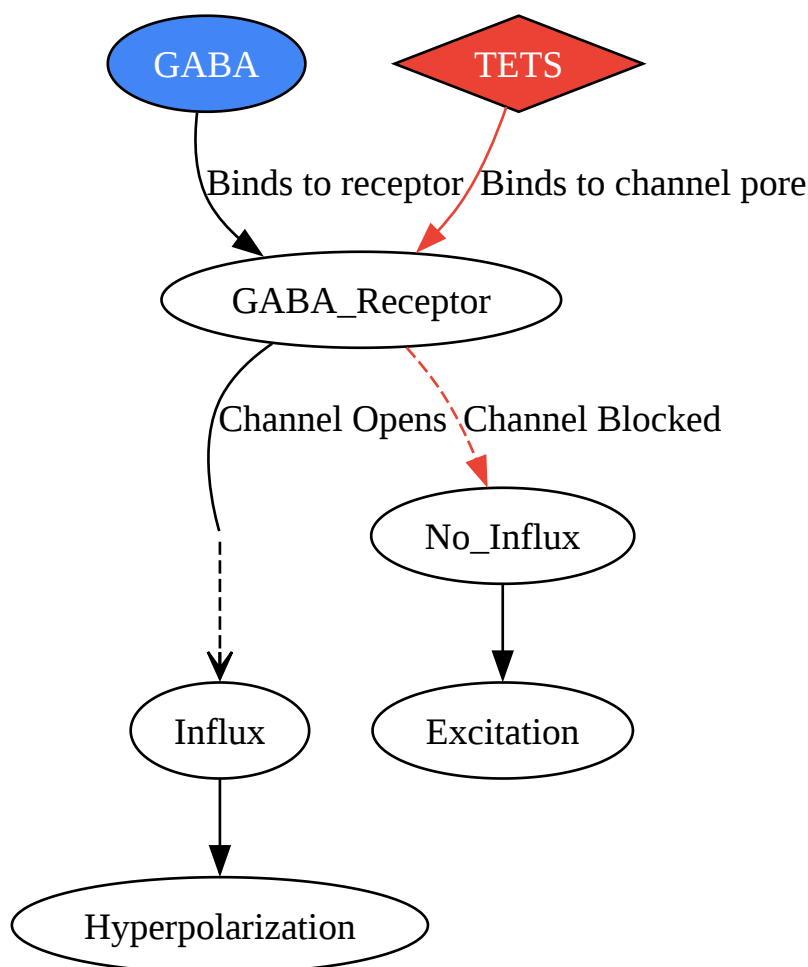 GABA
TETS
Binds to receptor
Binds to channel pore
GABA_Receptor
Channel Opens
Channel Blocked
No_Influx
Influx
Excitation
Hyperpolarization